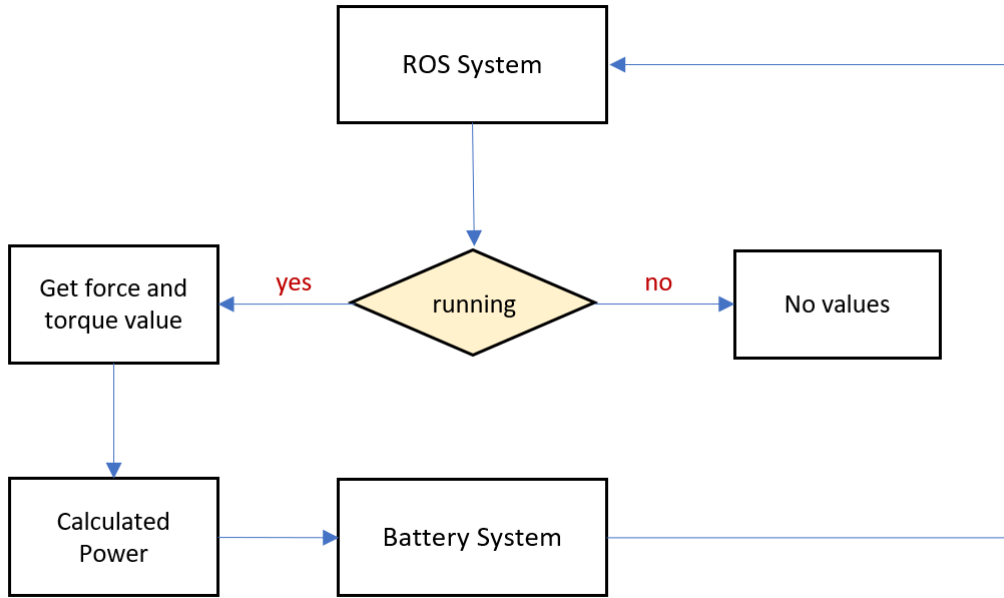 ROS System
yes
running
no
Get force and
torque value
No values
Calculated
Power
Battery System